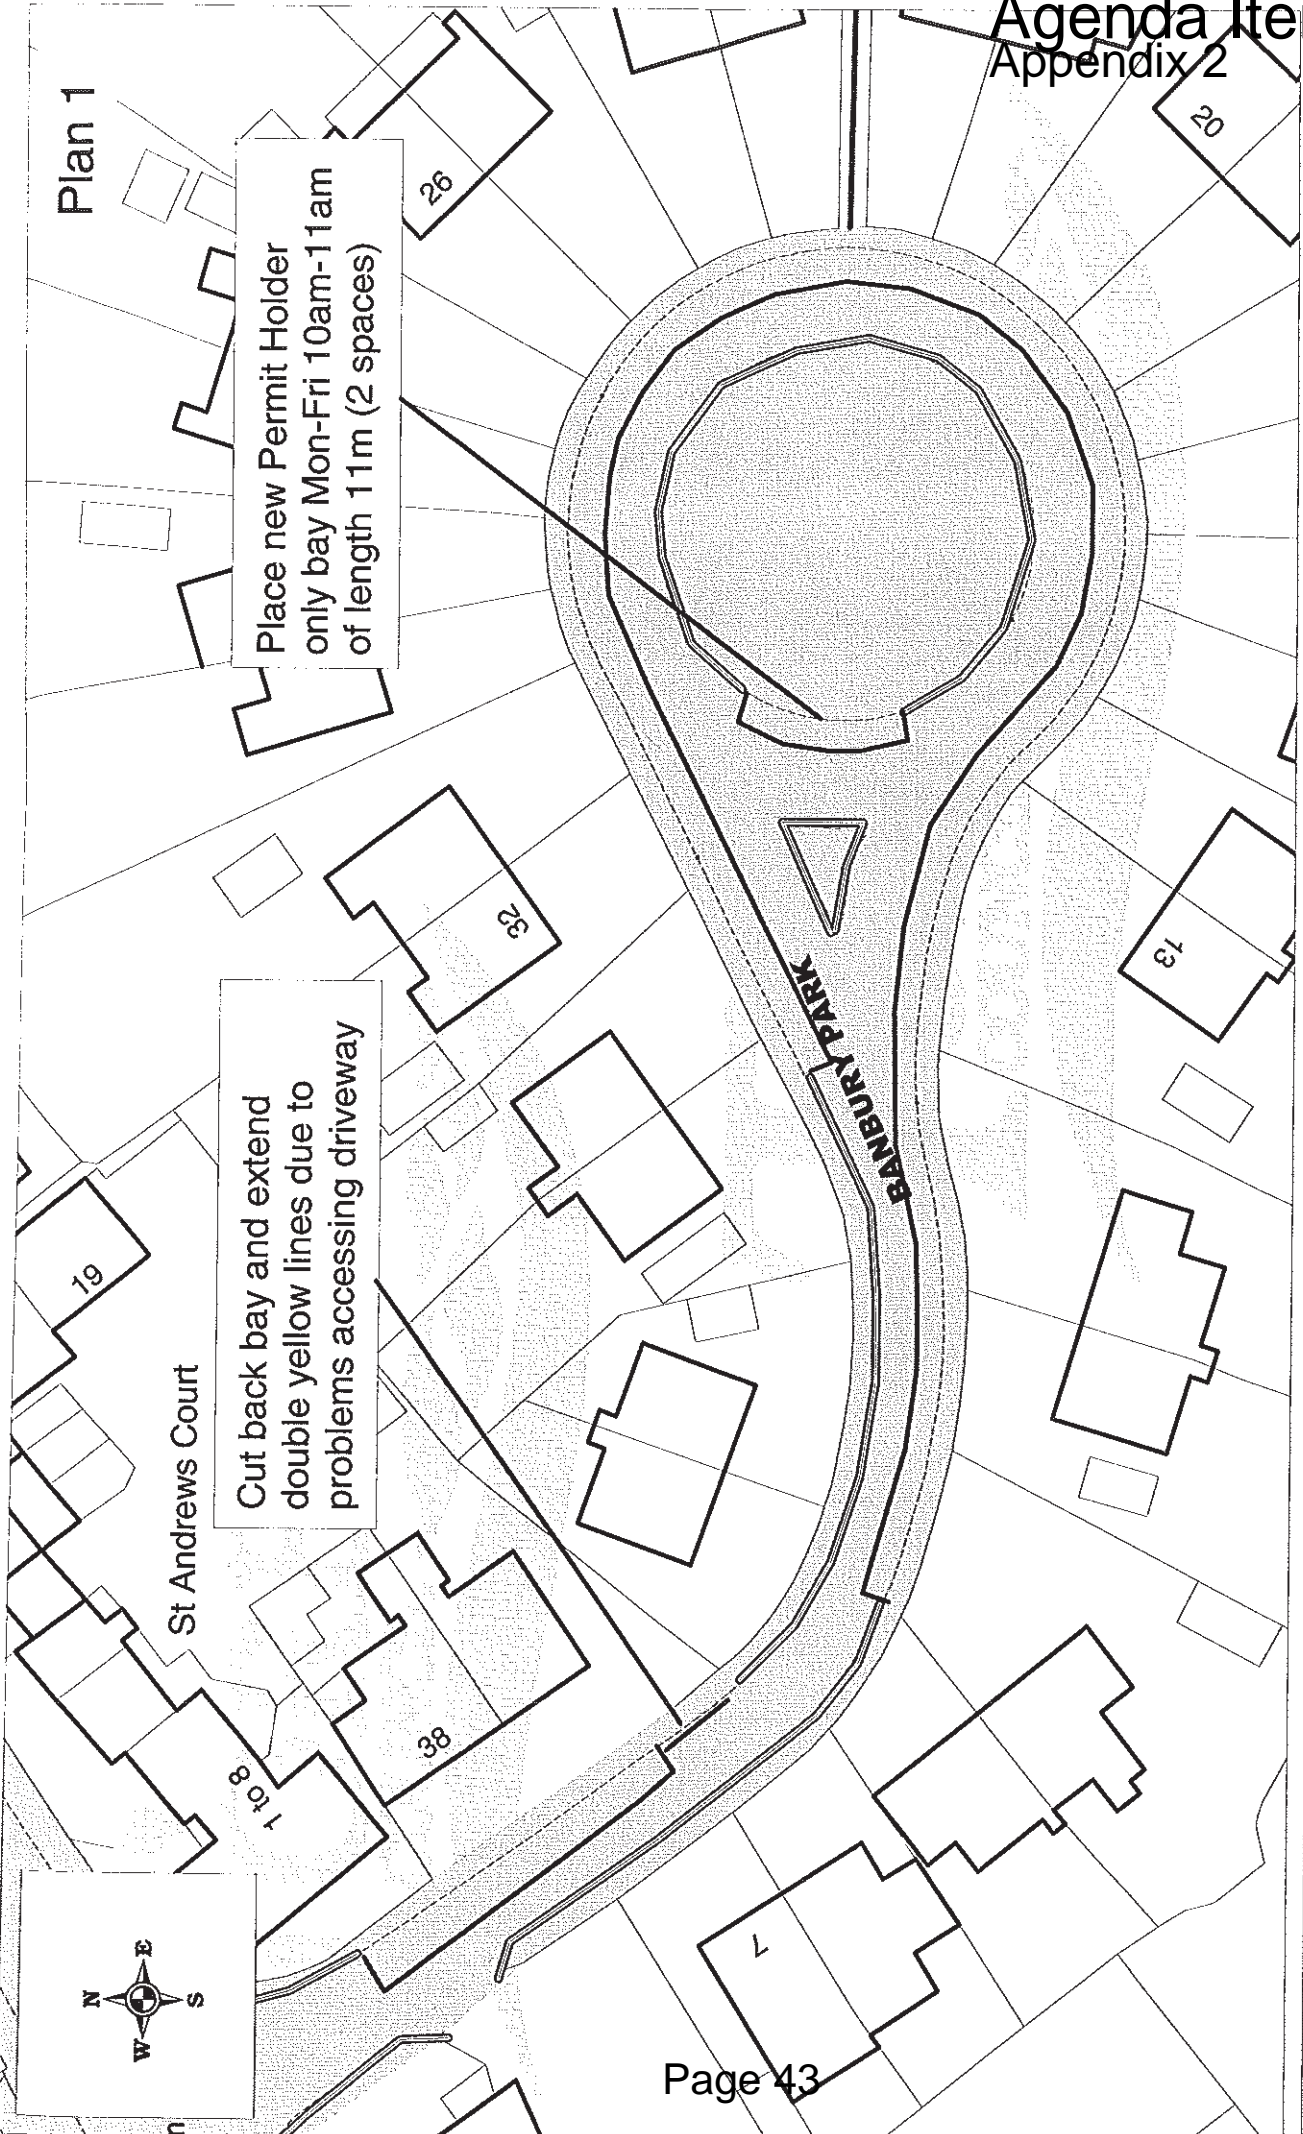 Agenda Ite
Appendix 2
Plan 1
Place new Permit Holder
only bay Mon-Fri 10am-11am
of length 11m (2 spaces)
26
20
32
13
BANBURY PARK
Cut back bay and extend
double yellow lines due to
problems accessing driveway
19
St Andrews Court
38
1 to 8
7
N
E
S
W
Page 43